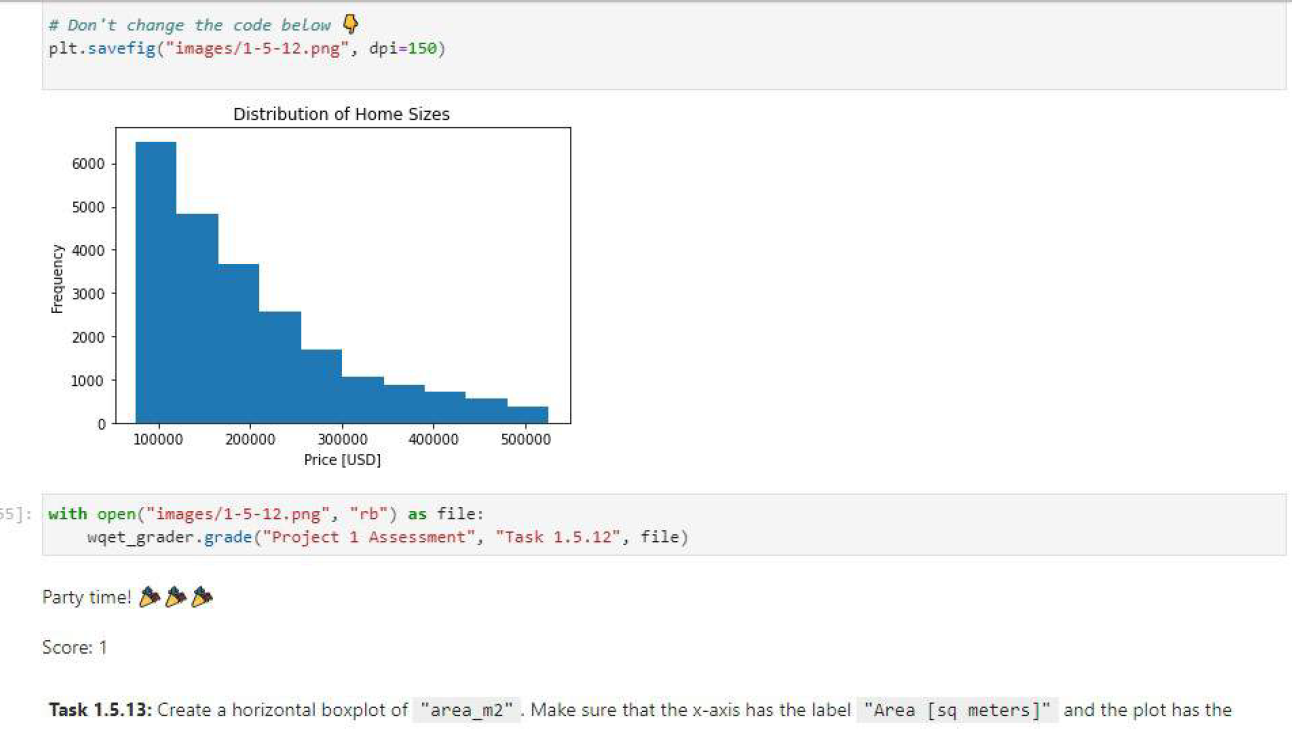 # Don't change the code below 👇
plt.savefig("images/1-5-12.png", dpi=150)
Distribution of Home Sizes
6000
5000
4000
3000
2000
1000
0
Frequency
100000 200000 300000 400000 500000
Price [USD]
55]: with open("images/1-5-12.png", "rb") as file:
wqet_grader.grade("Project 1 Assessment", "Task 1.5.12", file)
Party time! 🎉🎉🎉
Score: 1
Task 1.5.13: Create a horizontal boxplot of "area_m2" . Make sure that the x-axis has the label "Area [sq meters]" and the plot has the